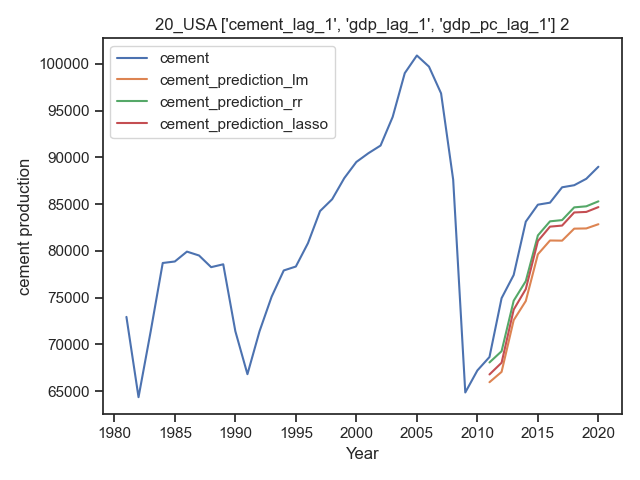 20_USA ['cement_lag_1', 'gdp_lag_1', 'gdp_pc_lag_1'] 2
cement
cement_prediction_lm
cement_prediction_rr
cement_prediction_lasso
cement production
100000
95000
90000
85000
80000
75000
70000
65000
1980 1985 1990 1995 2000 2005 2010 2015 2020
Year